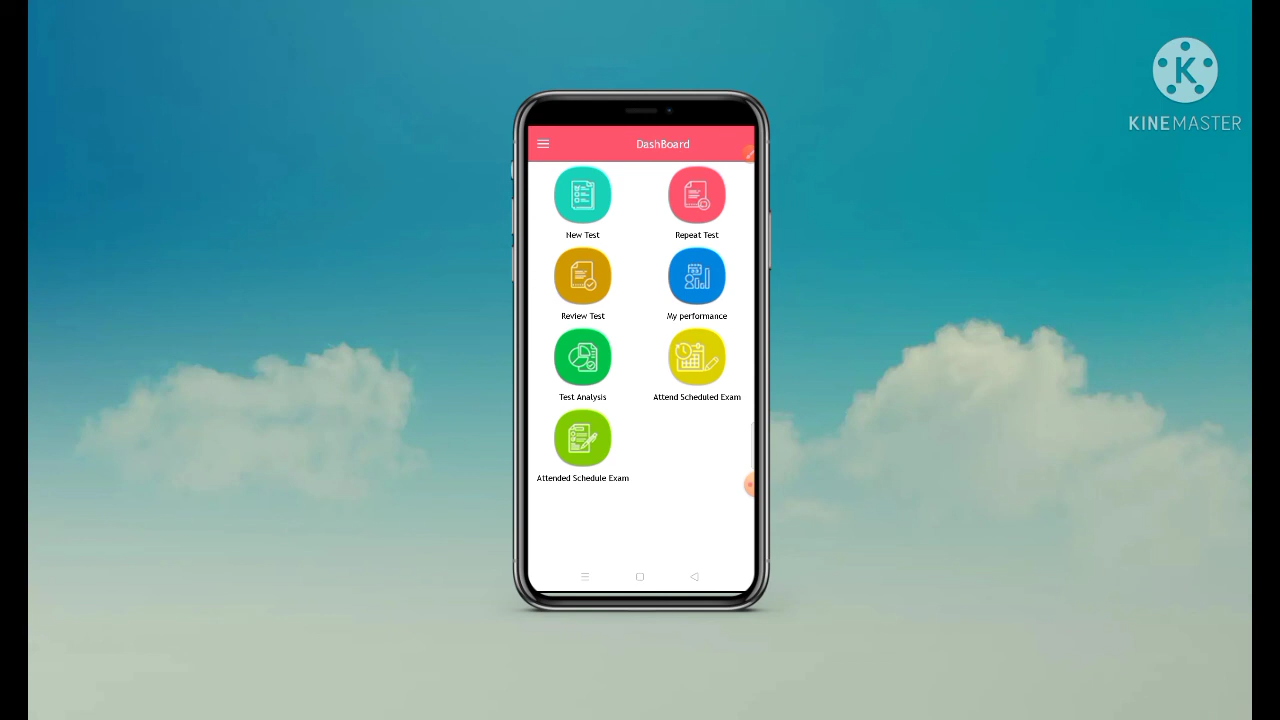 KINEMASTER
DashBoard
New Test
Repeat Test
Review Test
My performance
Test Analysis
Attend Scheduled Exam
Attended Schedule Exam